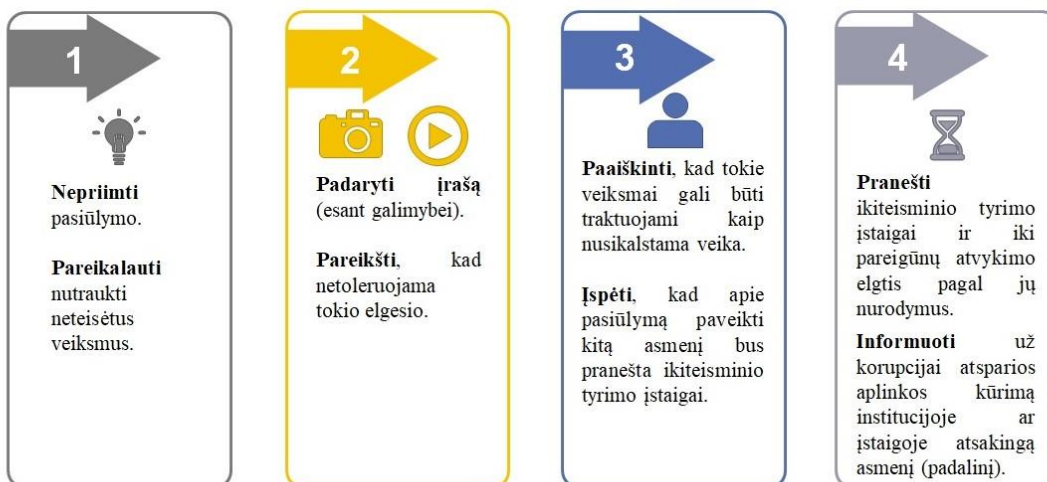 1
Nepriimti
pasiūlymo.
Pareikalauti
nutraukti
neteisėtus
veiksmus.
2
Padaryti įrašą
(esant galimybei).
Pareikšti, kad
netoleruojama
tokio elgesio.
3
Paaiškinti, kad tokie
veiksmai gali būti
traktuojami kaip
nusikalstama veika.
Įspėti, kad apie
pasiūlymą paveikti
kitą asmenį bus
pranešta ikiteisminio
tyrimo įstaigai.
4
Pranešti
ikiteisminio tyrimo
įstaigai ir iki
pareigūnų atvykimo
elgtis pagal jų
nurodymus.
Informuoti už
korupcijai atsparios
aplinkos kūrimą
institucijoje ar
įstaigoje atsakingą
asmenį (padalinį).